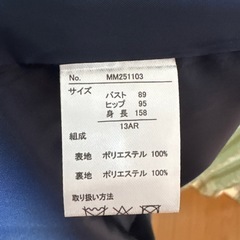 No. MM251103
サイズ バスト 89
ヒップ 95
身長 158
13AR
組成
表地 ポリエステル 100%
裏地 ポリエステル 100%
取り扱い方法